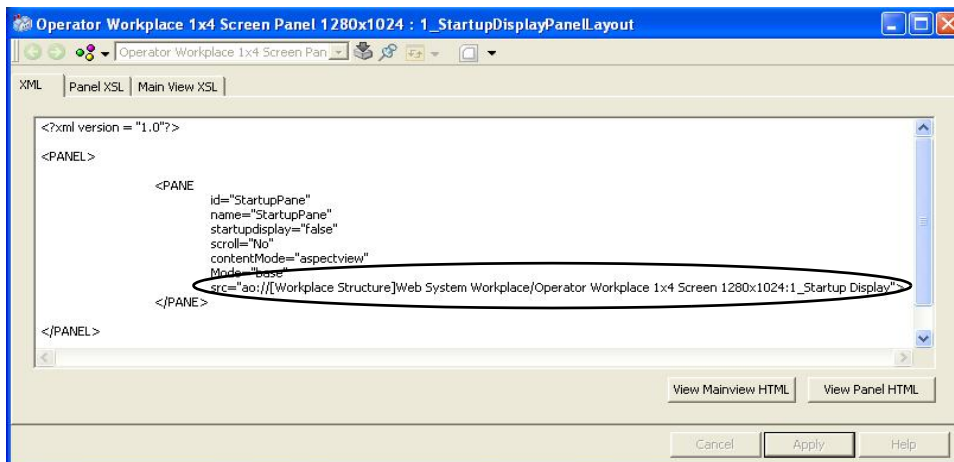 Operator Workplace 1x4 Screen Panel 1280x1024 : 1_StartupDisplayPanelLayout
Operator Workplace 1x4 Screen Pan
XML Panel XSL Main View XSL
<?xml version = "1.0"?>
<PANEL>
<PANE
id="StartupPane"
name="StartupPane"
startupdisplay="false"
scroll="No"
contentMode="aspectview"
Mode="base"
src="ao://[Workplace Structure]Web System Workplace/Operator Workplace 1x4 Screen 1280x1024:1_Startup Display">
</PANE>
</PANEL>
View Mainview HTML View Panel HTML
Cancel Apply Help